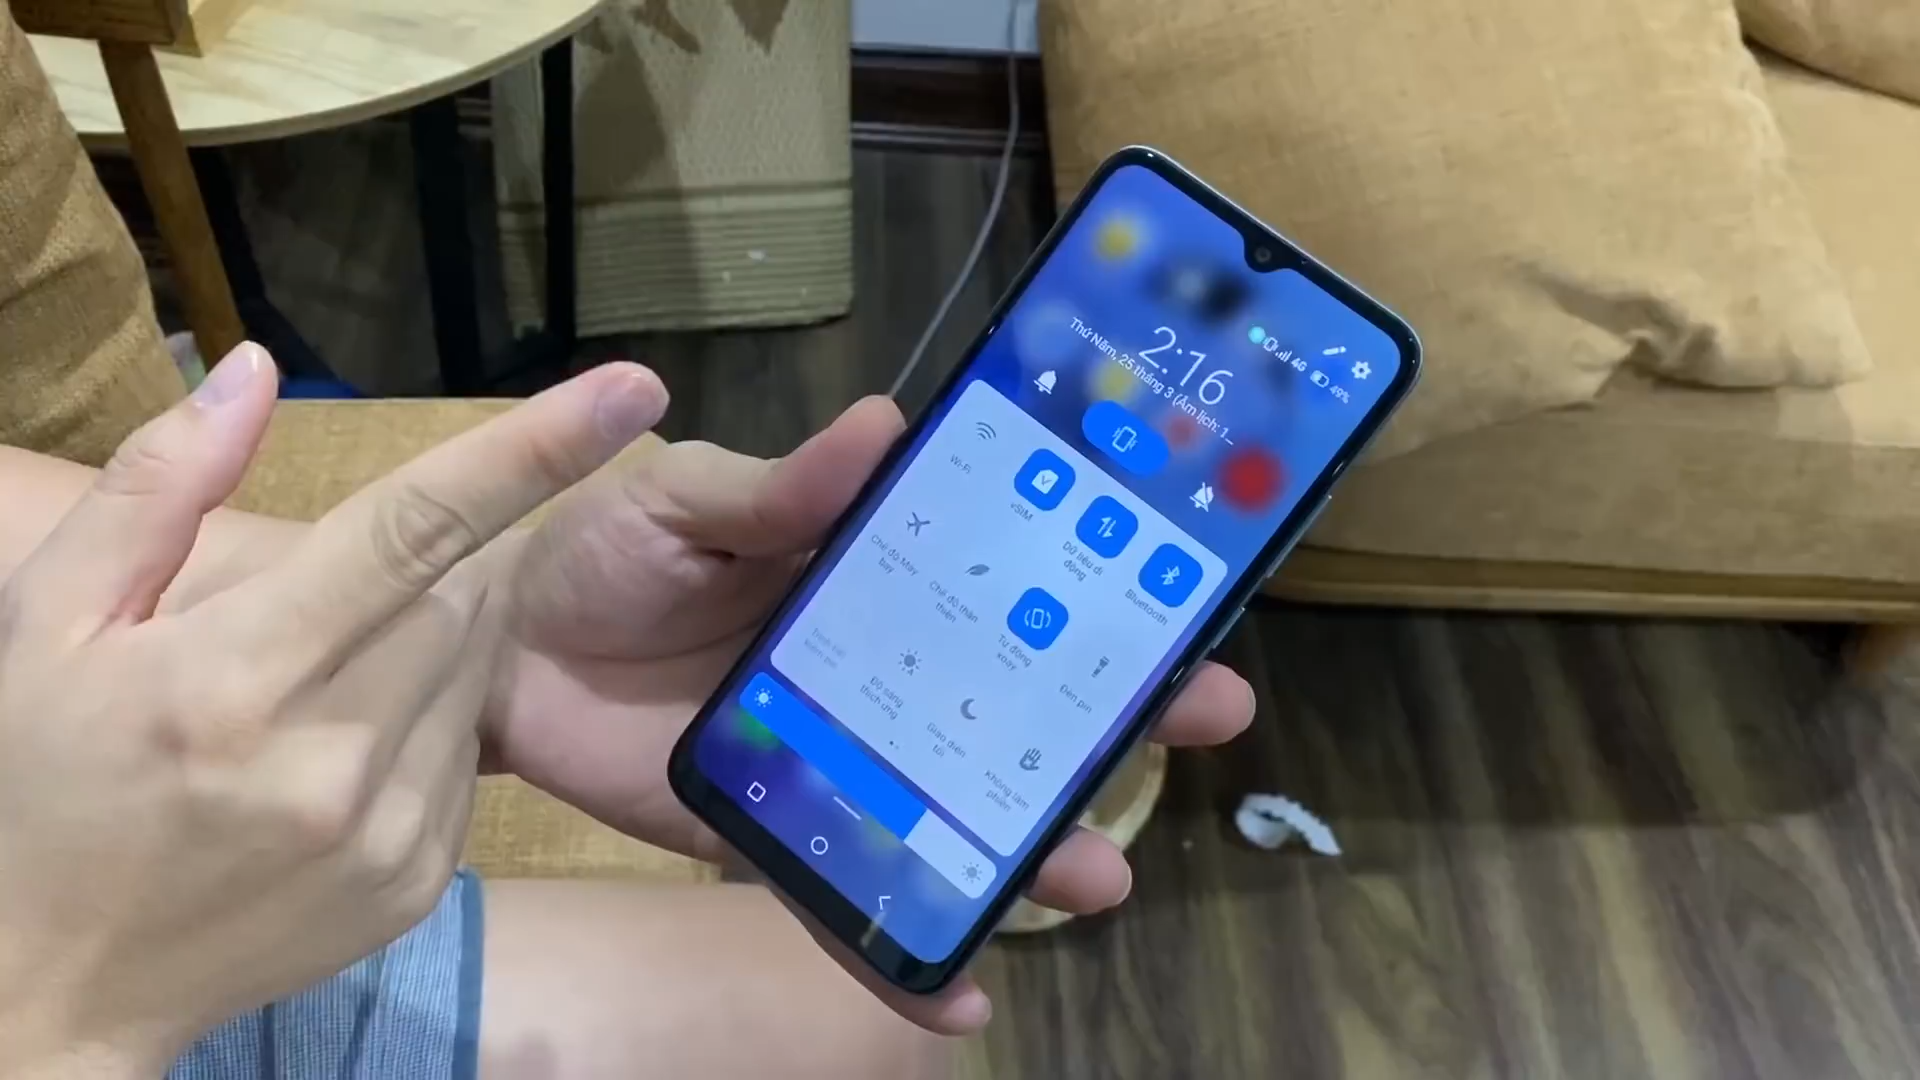 2:16
4G
49%
Thứ Năm, 25 tháng 3 (Âm lịch: 1_
Wi-Fi
vSIM
Dữ liệu di
động
Bluetooth
Chế độ Máy
bay
Chế độ thân
thiện
Tự động
xoay
Đèn pin
Độ sáng
thích ứng
Giao diện
tối
Không làm
phiền